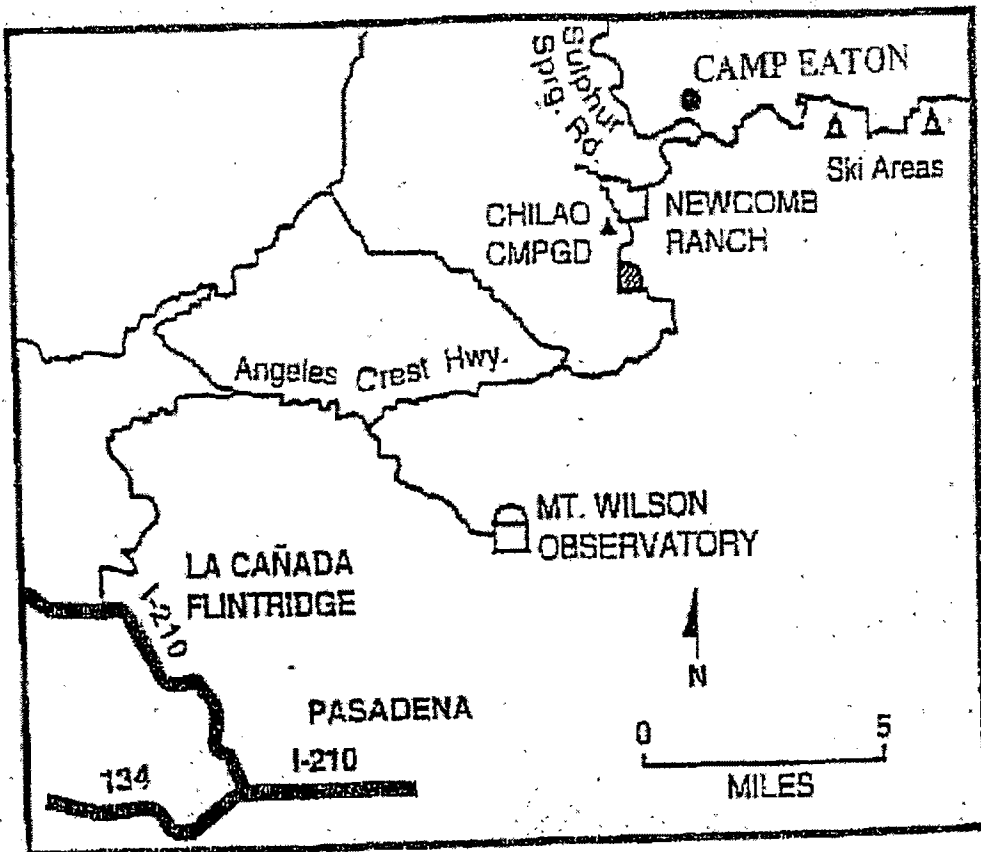 Sulphur
Sprg. Rd.
CAMP EATON
Ski Areas
CHILAO
CMPGD
NEWCOMB
RANCH
Angeles Crest Hwy.
MT. WILSON
OBSERVATORY
LA CAÑADA
FLINTRIDGE
I-210
N
PASADENA
I-210
134
0 5
MILES